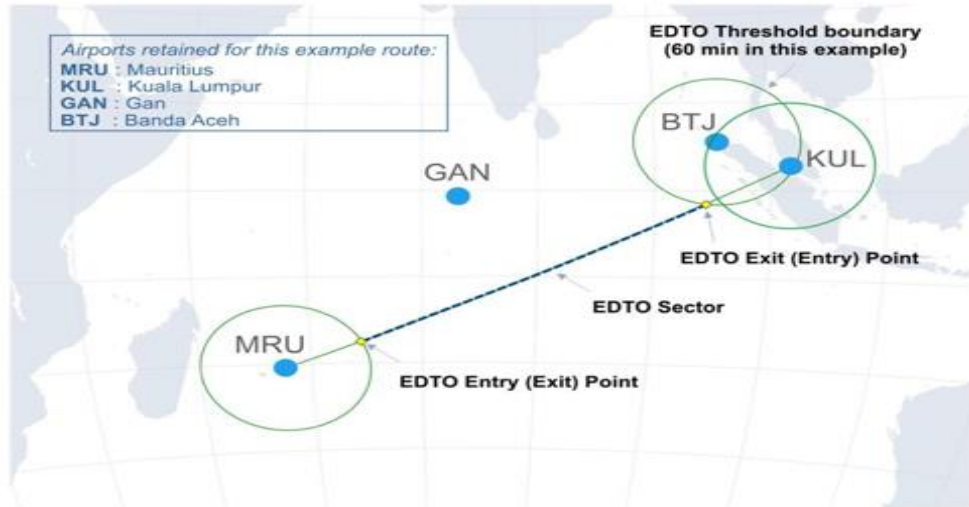 EDTO Threshold boundary
(60 min in this example)
Airports retained for this example route:
MRU : Mauritius
KUL : Kuala Lumpur
GAN : Gan
BTJ : Banda Aceh
BTJ
KUL
GAN
EDTO Exit (Entry) Point
EDTO Sector
MRU
EDTO Entry (Exit) Point